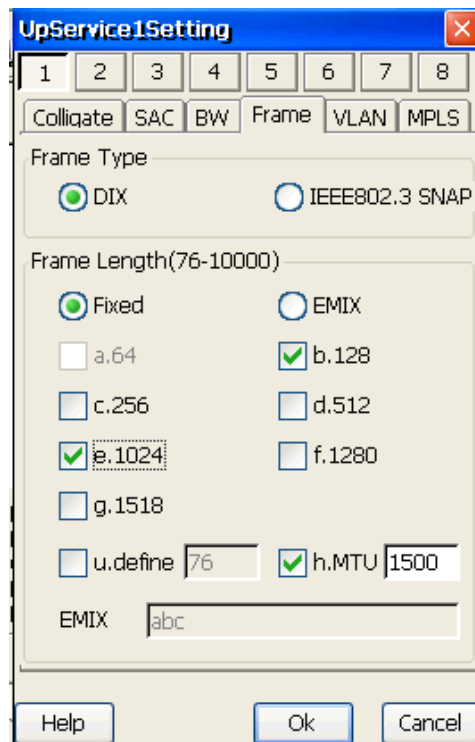 UpService1Setting
1 2 3 4 5 6 7 8
Colligate SAC BW Frame VLAN MPLS
Frame Type
DIX IEEE802.3 SNAP
Frame Length(76-10000)
Fixed EMIX
a.64 b.128
c.256 d.512
e.1024 f.1280
g.1518
u.define 76 h.MTU 1500
EMIX abc
Help Ok Cancel